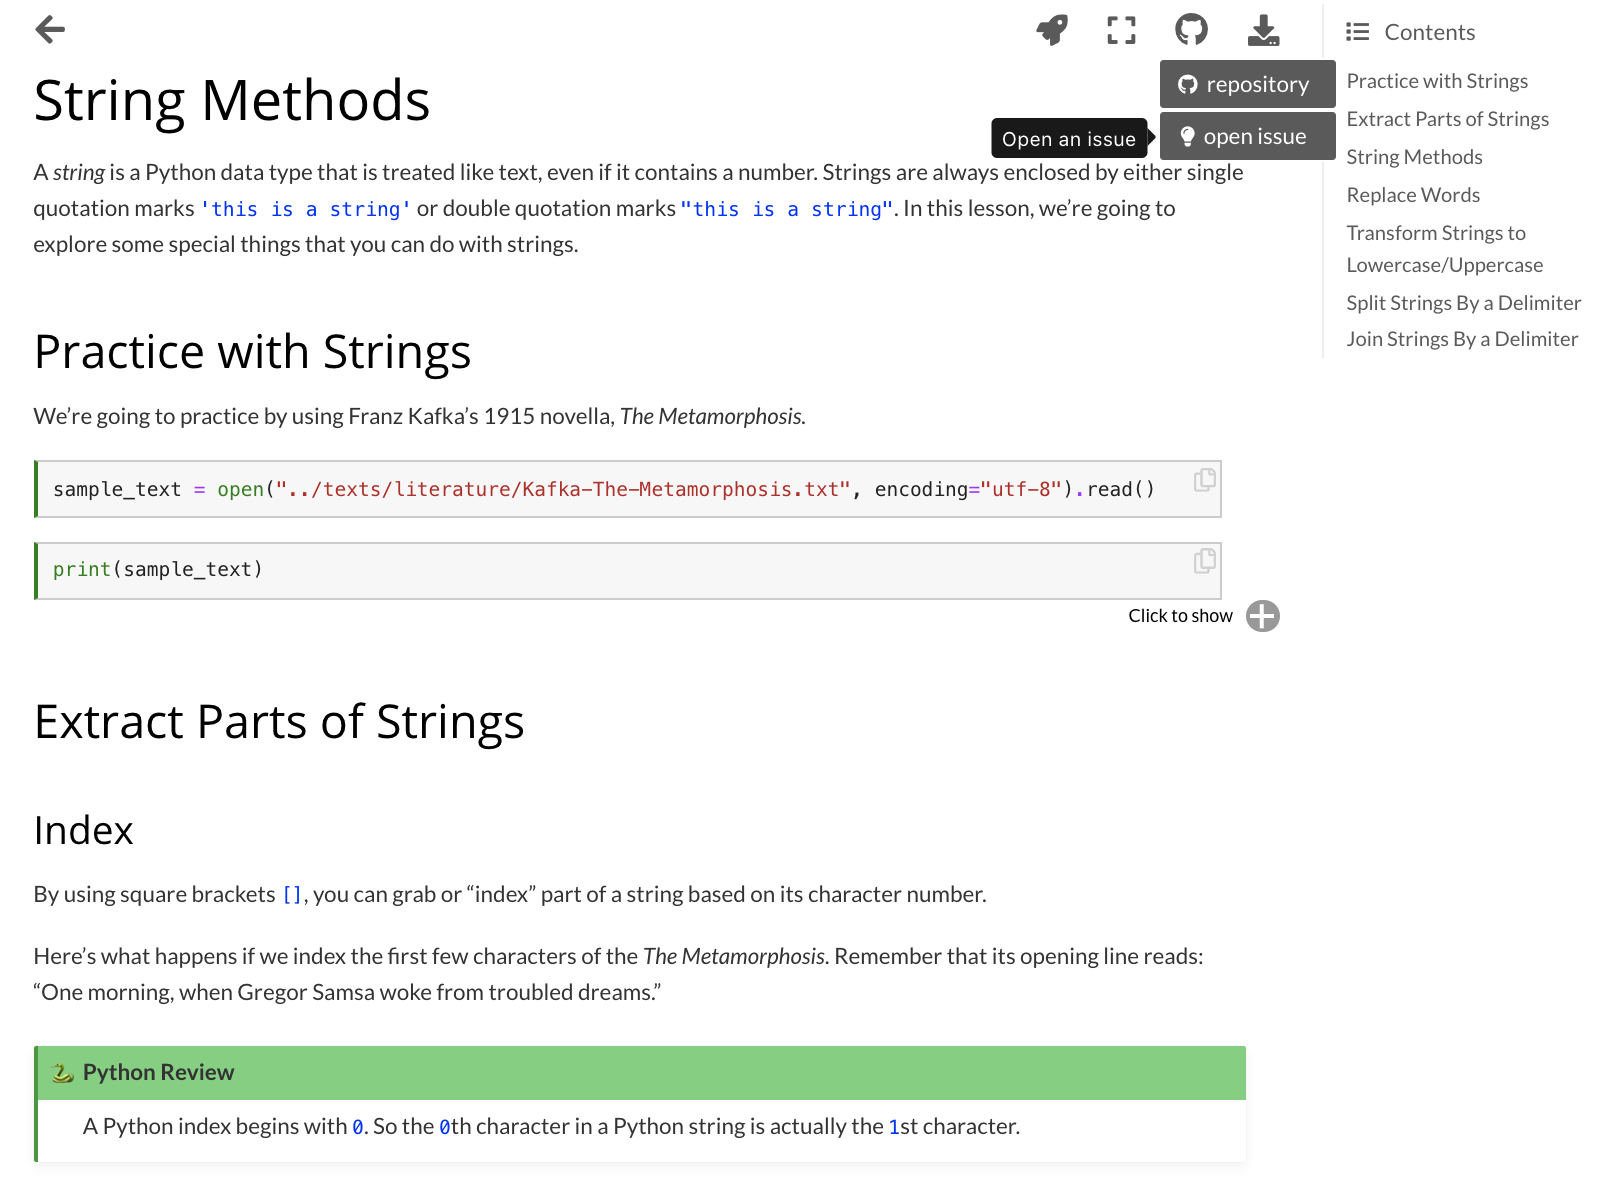 String Methods
repository
Open an issue
open issue
A string is a Python data type that is treated like text, even if it contains a number. Strings are always enclosed by either single
quotation marks 'this is a string' or double quotation marks "this is a string". In this lesson, we’re going to
explore some special things that you can do with strings.
Practice with Strings
We’re going to practice by using Franz Kafka’s 1915 novella, The Metamorphosis.
sample_text = open("../texts/literature/Kafka-The-Metamorphosis.txt", encoding="utf-8").read()
print(sample_text)
Click to show
Extract Parts of Strings
Index
By using square brackets [], you can grab or “index” part of a string based on its character number.
Here’s what happens if we index the first few characters of the The Metamorphosis. Remember that its opening line reads:
“One morning, when Gregor Samsa woke from troubled dreams.”
Python Review
A Python index begins with 0. So the 0th character in a Python string is actually the 1st character.
Contents
Practice with Strings
Extract Parts of Strings
String Methods
Replace Words
Transform Strings to
Lowercase/Uppercase
Split Strings By a Delimiter
Join Strings By a Delimiter